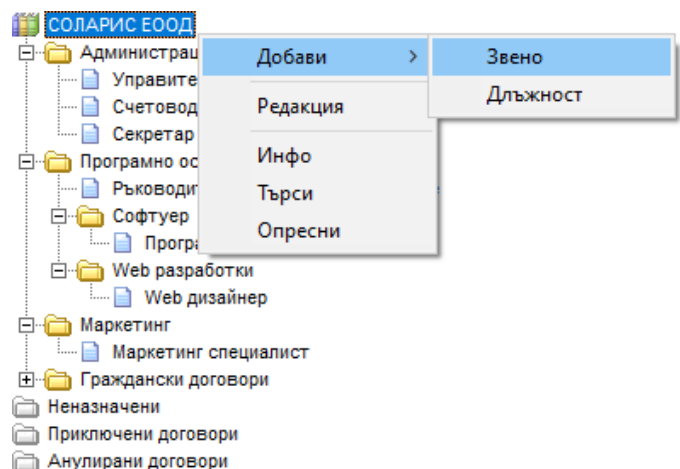 СОЛАРИС ЕООД
Администрац
Управите
Счетовод
Секретар
Програмно ос
Ръководит
Софтуер
Програ
Web разработки
Web дизайнер
Маркетинг
Маркетинг специалист
Граждански договори
Неназначени
Приключени договори
Анулирани договори
Добави
Редакция
Инфо
Търси
Опресни
Звено
Длъжност